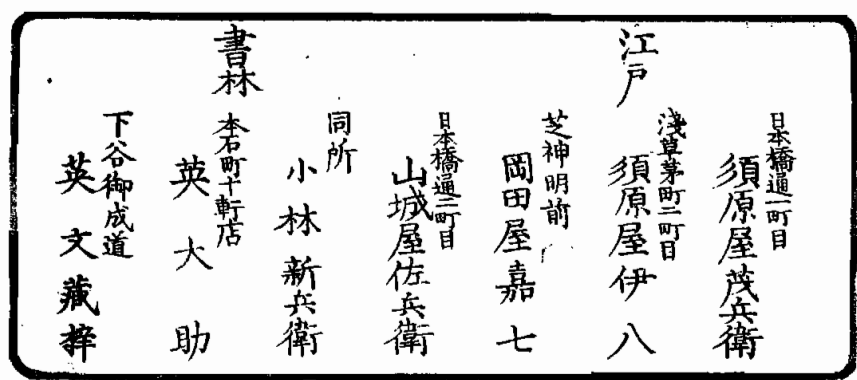 江戸
書林
日本橋通一町目
須原屋茂兵衛
淺草茅町二町目
須原屋伊八
芝神明前
岡田屋嘉七
日本橋通二町目
山城屋佐兵衛
同所
小林新兵衛
本石町十軒店
英大助
下谷御成道
英文藏梓